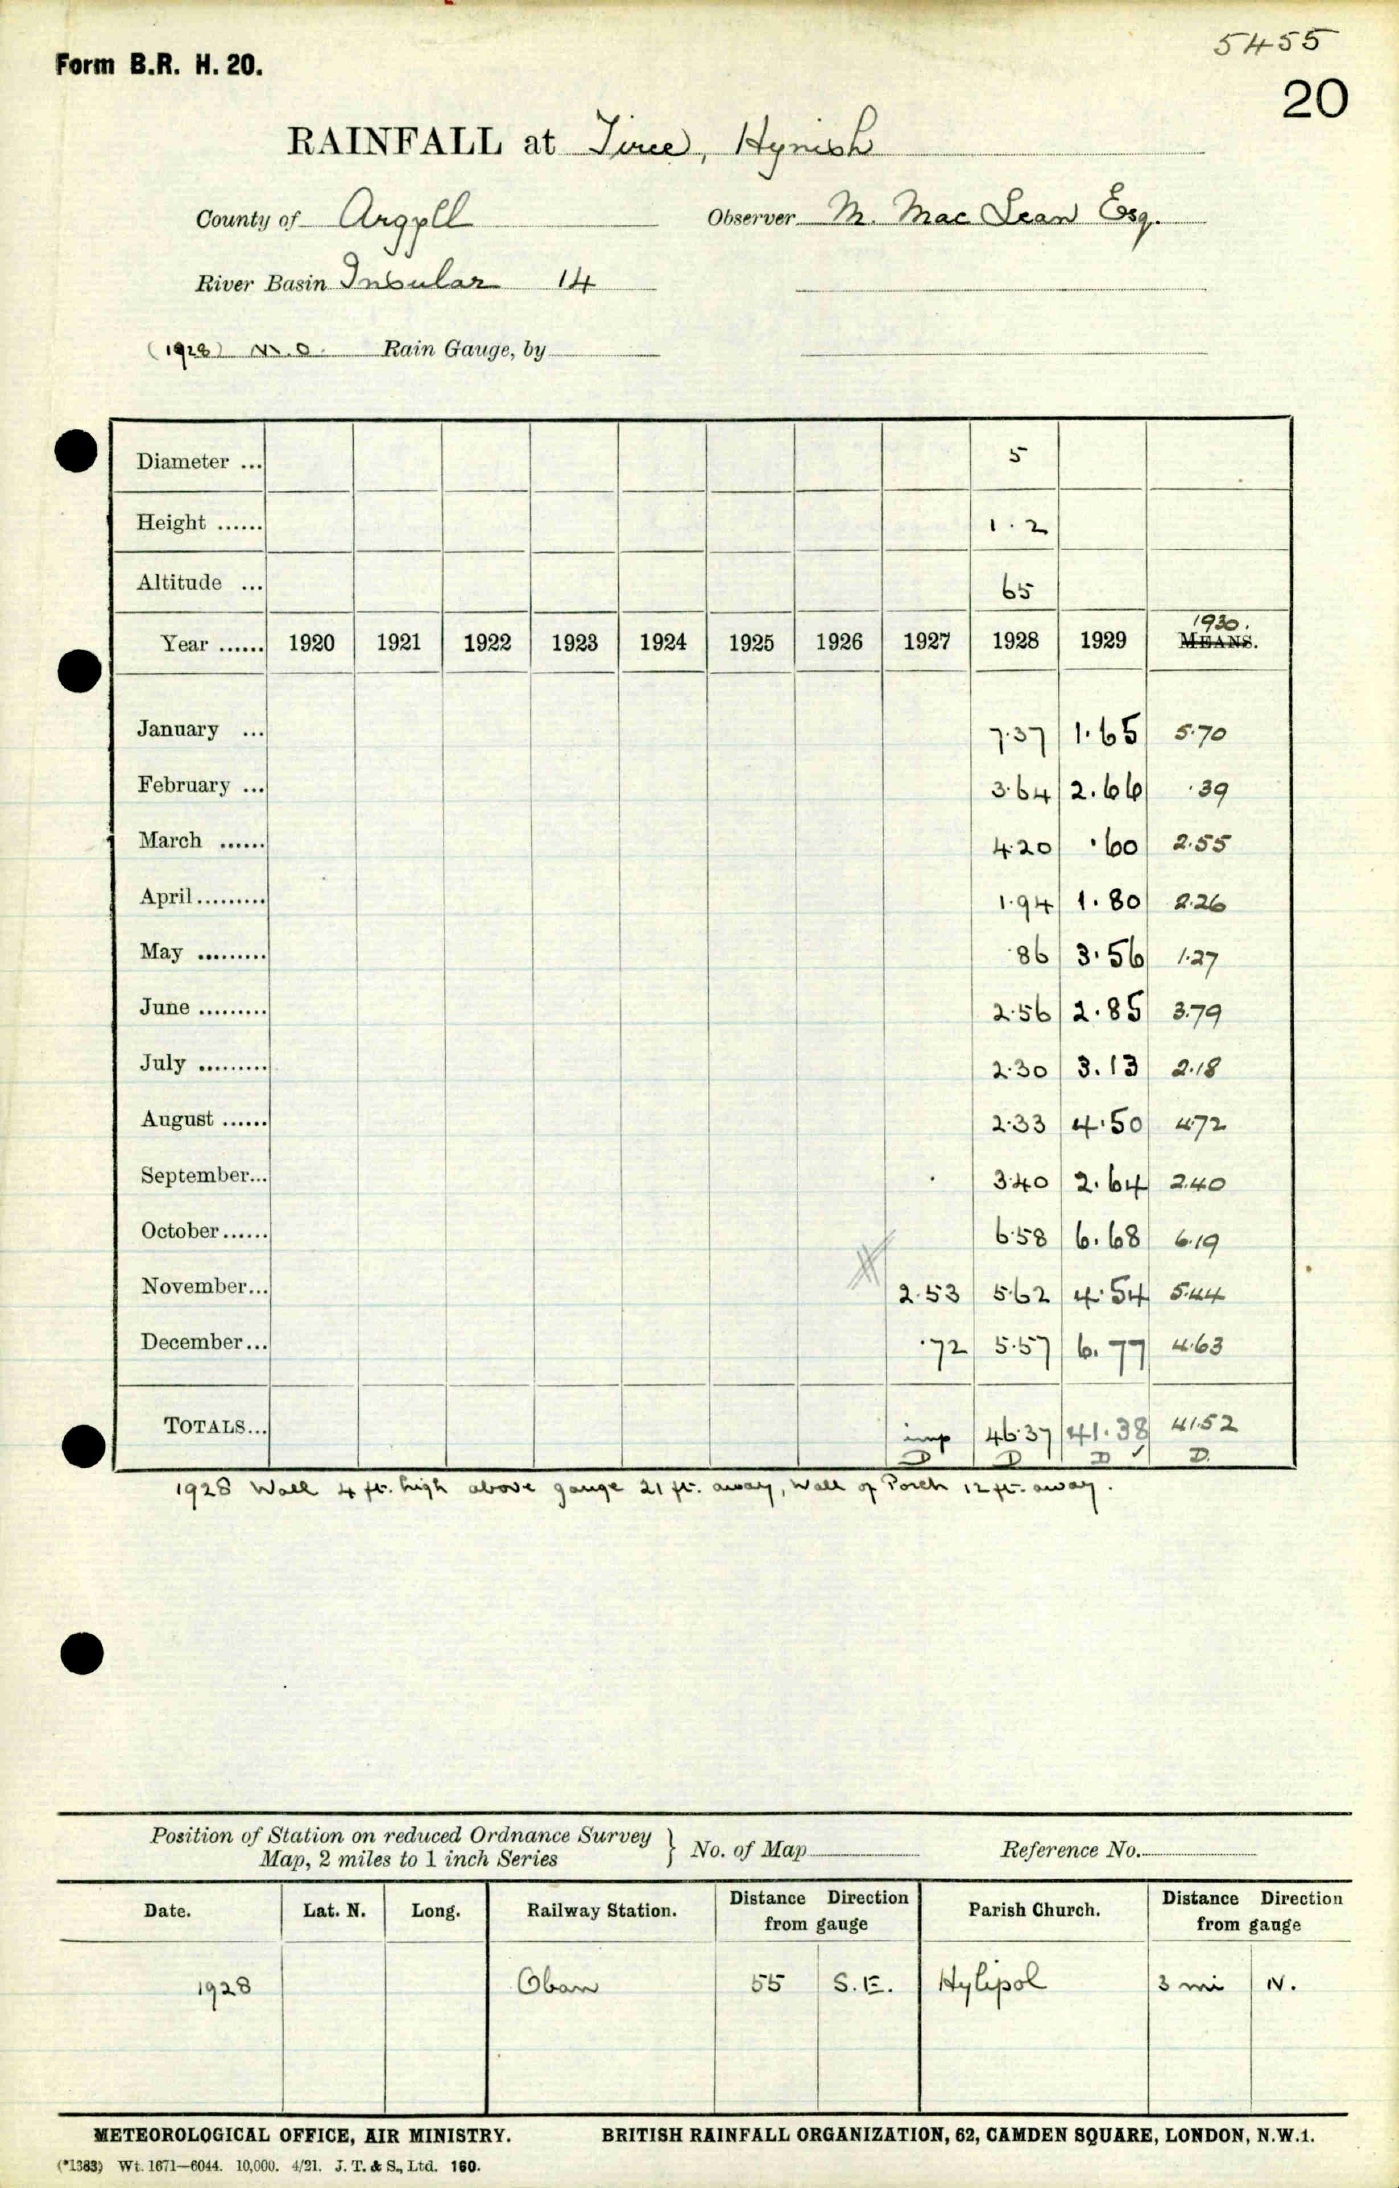 5455
Form B.R. H. 20.
20
RAINFALL at Tiree, Hynish
County of Argyll Observer M. Mac Lean Esq.
River Basin Insular 14
(1928) M.O. Rain Gauge, by
Diameter ... 5
Height ...... 1.2
Altitude ... 65
1930.
Year ...... 1920 1921 1922 1923 1924 1925 1926 1927 1928 1929 MEANS.
January ... 7.37 1.65 5.70
February ... 3.64 2.66 .39
March ...... 4.20 .60 2.55
April......... 1.94 1.80 2.26
May ......... .86 3.56 1.27
June ......... 2.56 2.85 3.79
July ......... 2.30 3.13 2.18
August ...... 2.33 4.50 4.72
September... 3.40 2.64 2.40
October...... 6.58 6.68 6.19
November... 2.53 5.62 4.54 5.44
December... .72 5.57 6.77 4.63
TOTALS... imp 46.37 41.38 41.52
D D D ✓ D.
1928 Wall 4 ft. high above gauge 21 ft. away, Wall of Porch 12 ft. away.
Position of Station on reduced Ordnance Survey
Map, 2 miles to 1 inch Series } No. of Map Reference No.
Date. Lat. N. Long. Railway Station. Distance Direction from gauge Parish Church. Distance Direction from gauge
1928 Oban 55 S.E. Hylipol 3 mi N.
METEOROLOGICAL OFFICE, AIR MINISTRY. BRITISH RAINFALL ORGANIZATION, 62, CAMDEN SQUARE, LONDON, N.W.1.
(*1383) Wt. 1671—6044. 10,000. 4/21. J. T. & S., Ltd. 160.